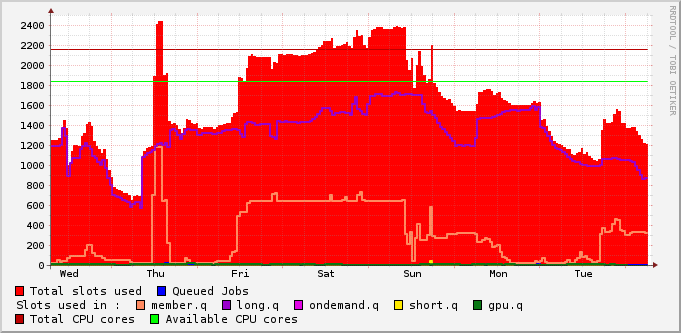 RRDTOOL / TOBI OETIKER
2400
2200
2000
1800
1600
1400
1200
1000
800
600
400
200
0
Wed Thu Fri Sat Sun Mon Tue
Total slots used Queued Jobs
Slots used in : member.q long.q ondemand.q short.q gpu.q
Total CPU cores Available CPU cores